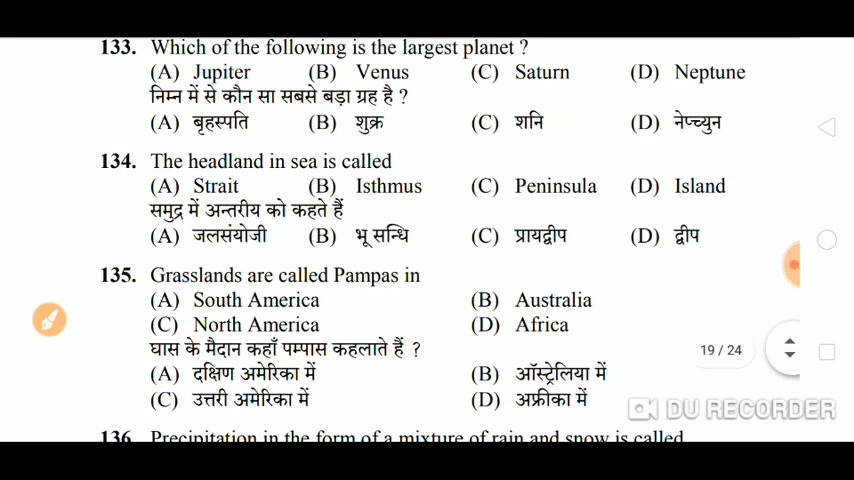 133. Which of the following is the largest planet ?
(A) Jupiter (B) Venus (C) Saturn (D) Neptune
निम्न में से कौन सा सबसे बड़ा ग्रह है ?
(A) बृहस्पति (B) शुक्र (C) शनि (D) नेप्च्युन
134. The headland in sea is called
(A) Strait (B) Isthmus (C) Peninsula (D) Island
समुद्र में अन्तरीय को कहते हैं
(A) जलसंयोजी (B) भू सन्धि (C) प्रायद्वीप (D) द्वीप
135. Grasslands are called Pampas in
(A) South America (B) Australia
(C) North America (D) Africa
घास के मैदान कहाँ पम्पास कहलाते हैं ?
19 / 24
(A) दक्षिण अमेरिका में (B) ऑस्ट्रेलिया में
(C) उत्तरी अमेरिका में (D) अफ्रीका में
DU RECORDER
136 Precipitation in the form of a mixture of rain and snow is called